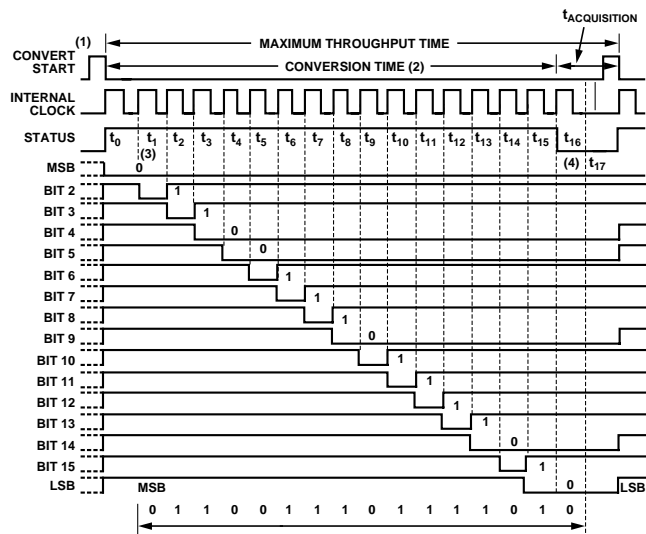 tACQUISITION
(1)
MAXIMUM THROUGHPUT TIME
CONVERT START
CONVERSION TIME (2)
INTERNAL CLOCK
STATUS t0 t1 t2 t3 t4 t5 t6 t7 t8 t9 t10 t11 t12 t13 t14 t15 t16
(3) (4) t17
MSB 0
BIT 2 1
BIT 3 1
BIT 4 0
BIT 5 0
BIT 6 1
BIT 7 1
BIT 8 1
BIT 9 0
BIT 10 1
BIT 11 1
BIT 12 1
BIT 13 1
BIT 14 0
BIT 15 1
LSB MSB 0 LSB
0 1 1 0 0 1 1 1 0 1 1 1 1 0 1 0